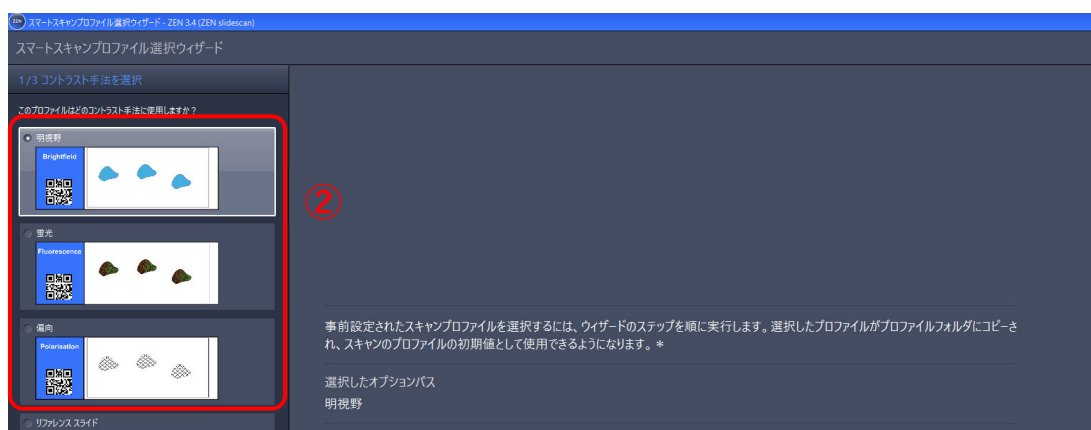 ZEN スマートスキャンプロファイル選択ウィザード - ZEN 3.4 (ZEN slidescan)
スマートスキャンプロファイル選択ウィザード
1/3 コントラスト手法を選択
このプロファイルはどのコントラスト手法に使用しますか？
明視野
Brightfield
②
蛍光
Fluorescence
偏向
Polarisation
リファレンス スライド
事前設定されたスキャンプロファイルを選択するには、ウィザードのステップを順に実行します。選択したプロファイルがプロファイルフォルダにコピーさ
れ、スキャンのプロファイルの初期値として使用できるようになります。*
選択したオプションパス
明視野